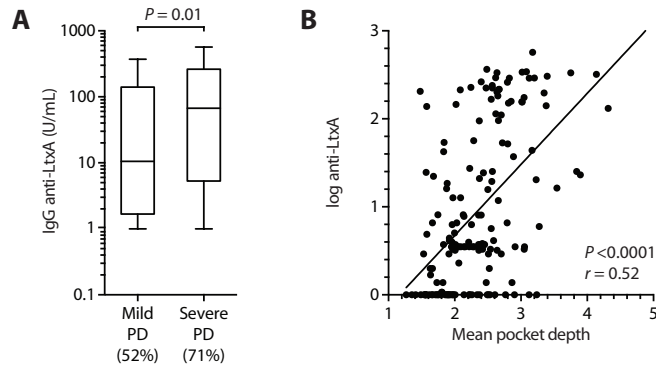 A
P = 0.01
IgG anti-LtxA (U/mL)
1000
100
10
1
0.1
Mild
PD
(52%)
Severe
PD
(71%)
B
log anti-LtxA
3
2
1
0
P <0.0001
r = 0.52
1 2 3 4 5
Mean pocket depth